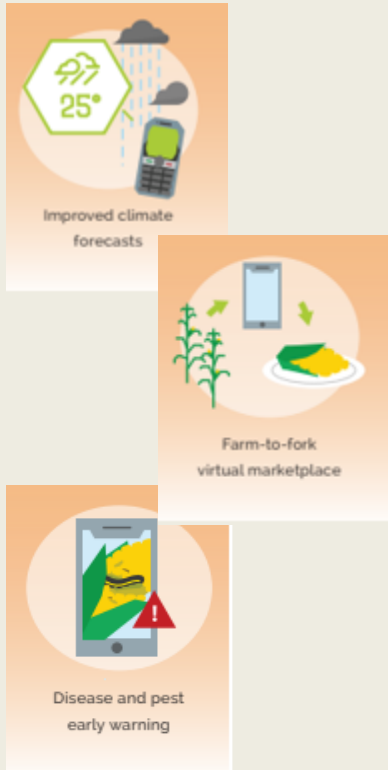 25°
Improved climate
forecasts
Farm-to-fork
virtual marketplace
!
Disease and pest
early warning